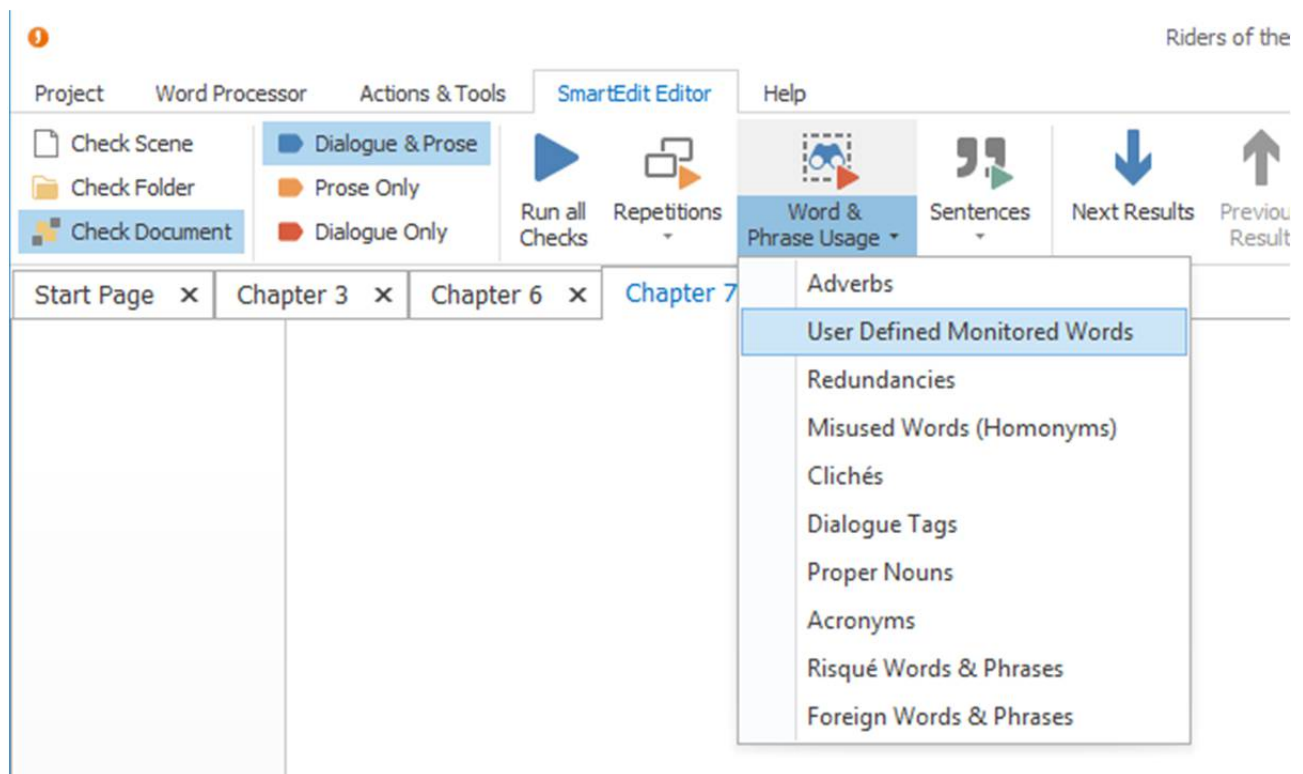 Riders of the
Project Word Processor Actions & Tools SmartEdit Editor Help
Check Scene
Check Folder
Check Document
Dialogue & Prose
Prose Only
Dialogue Only
Run all
Checks
Repetitions
Word &
Phrase Usage
Sentences
Next Results
Previou
Result
Start Page Chapter 3 Chapter 6 Chapter 7
Adverbs
User Defined Monitored Words
Redundancies
Misused Words (Homonyms)
Clichés
Dialogue Tags
Proper Nouns
Acronyms
Risqué Words & Phrases
Foreign Words & Phrases